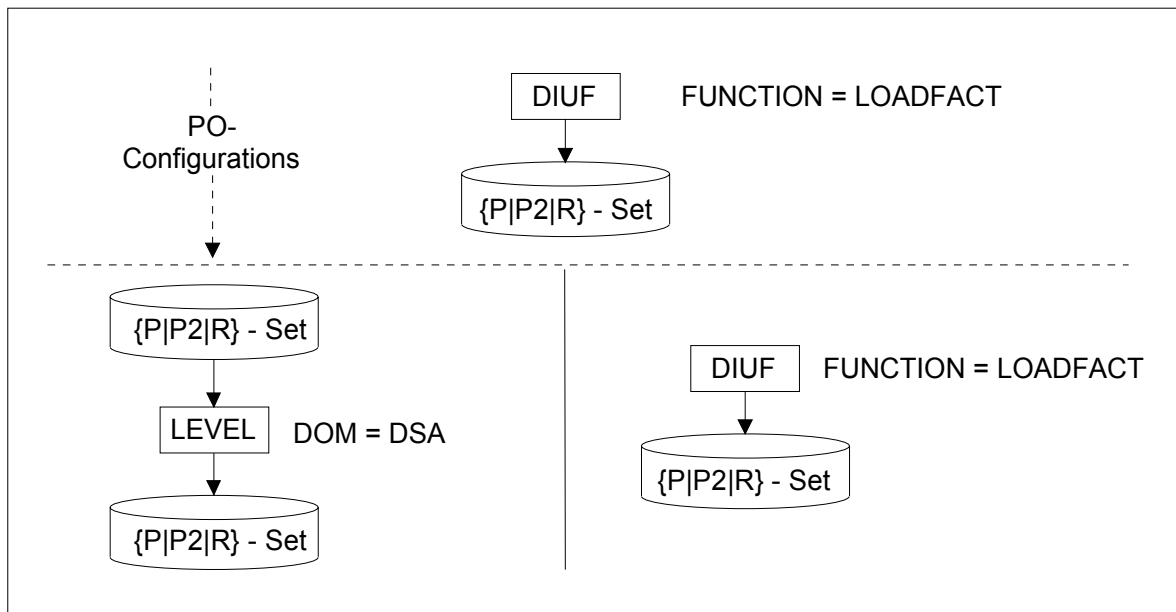 DIUF
FUNCTION = LOADFACT
PO-
Configurations
{P|P2|R} - Set
{P|P2|R} - Set
DIUF
FUNCTION = LOADFACT
LEVEL
DOM = DSA
{P|P2|R} - Set
{P|P2|R} - Set